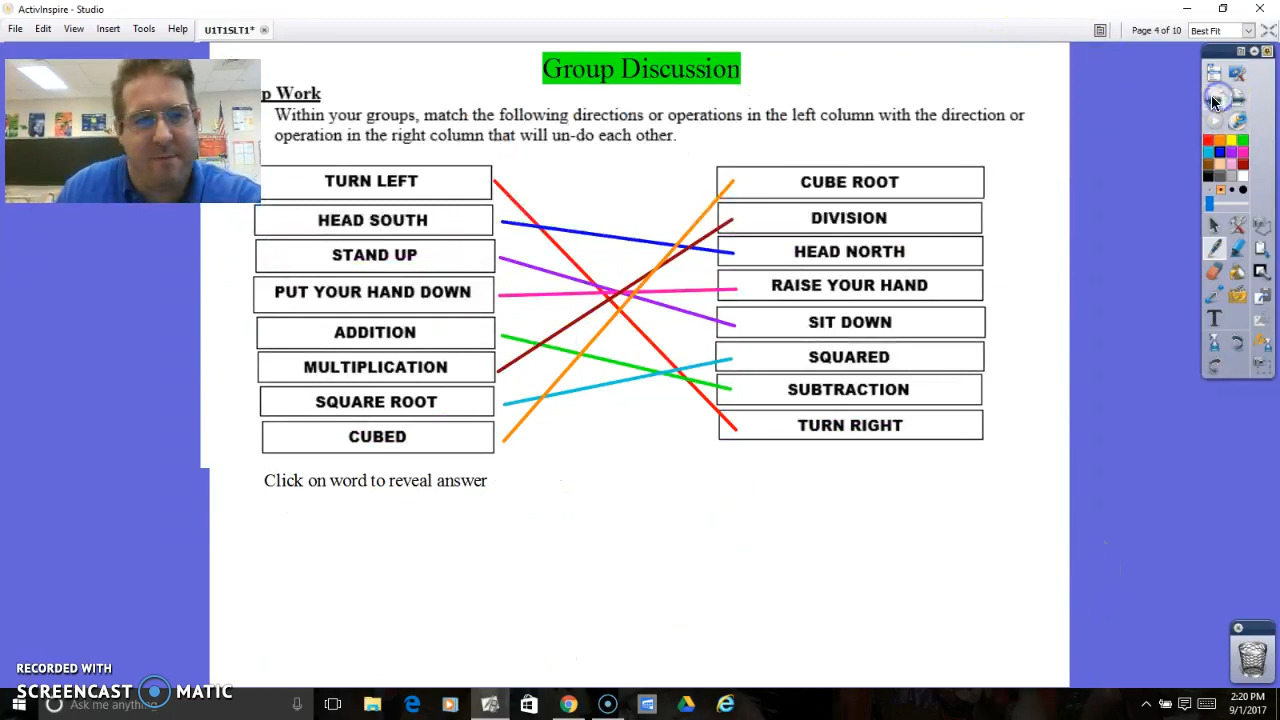 ActivInspire - Studio
File Edit View Insert Tools Help U1T1SLT1* Page 4 of 10 Best Fit
Group Discussion
p Work
Within your groups, match the following directions or operations in the left column with the direction or
operation in the right column that will un-do each other.
TURN LEFT CUBE ROOT
HEAD SOUTH DIVISION
STAND UP HEAD NORTH
PUT YOUR HAND DOWN RAISE YOUR HAND
ADDITION SIT DOWN
MULTIPLICATION SQUARED
SQUARE ROOT SUBTRACTION
CUBED TURN RIGHT
Click on word to reveal answer
RECORDED WITH
SCREENCAST MATIC
Ask me anything
2:20 PM
9/1/2017